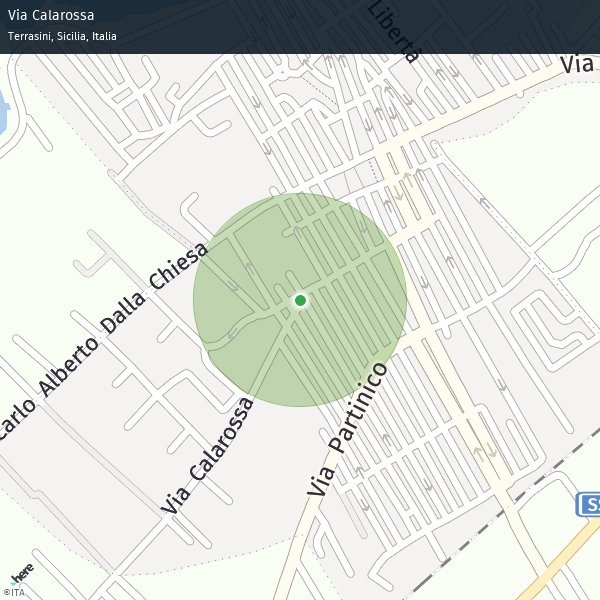 Via Calarossa
Terrasini, Sicilia, Italia
Libertà
Via
Carlo Alberto Dalla Chiesa
Via Calarossa
Via Partinico
here
©ITA